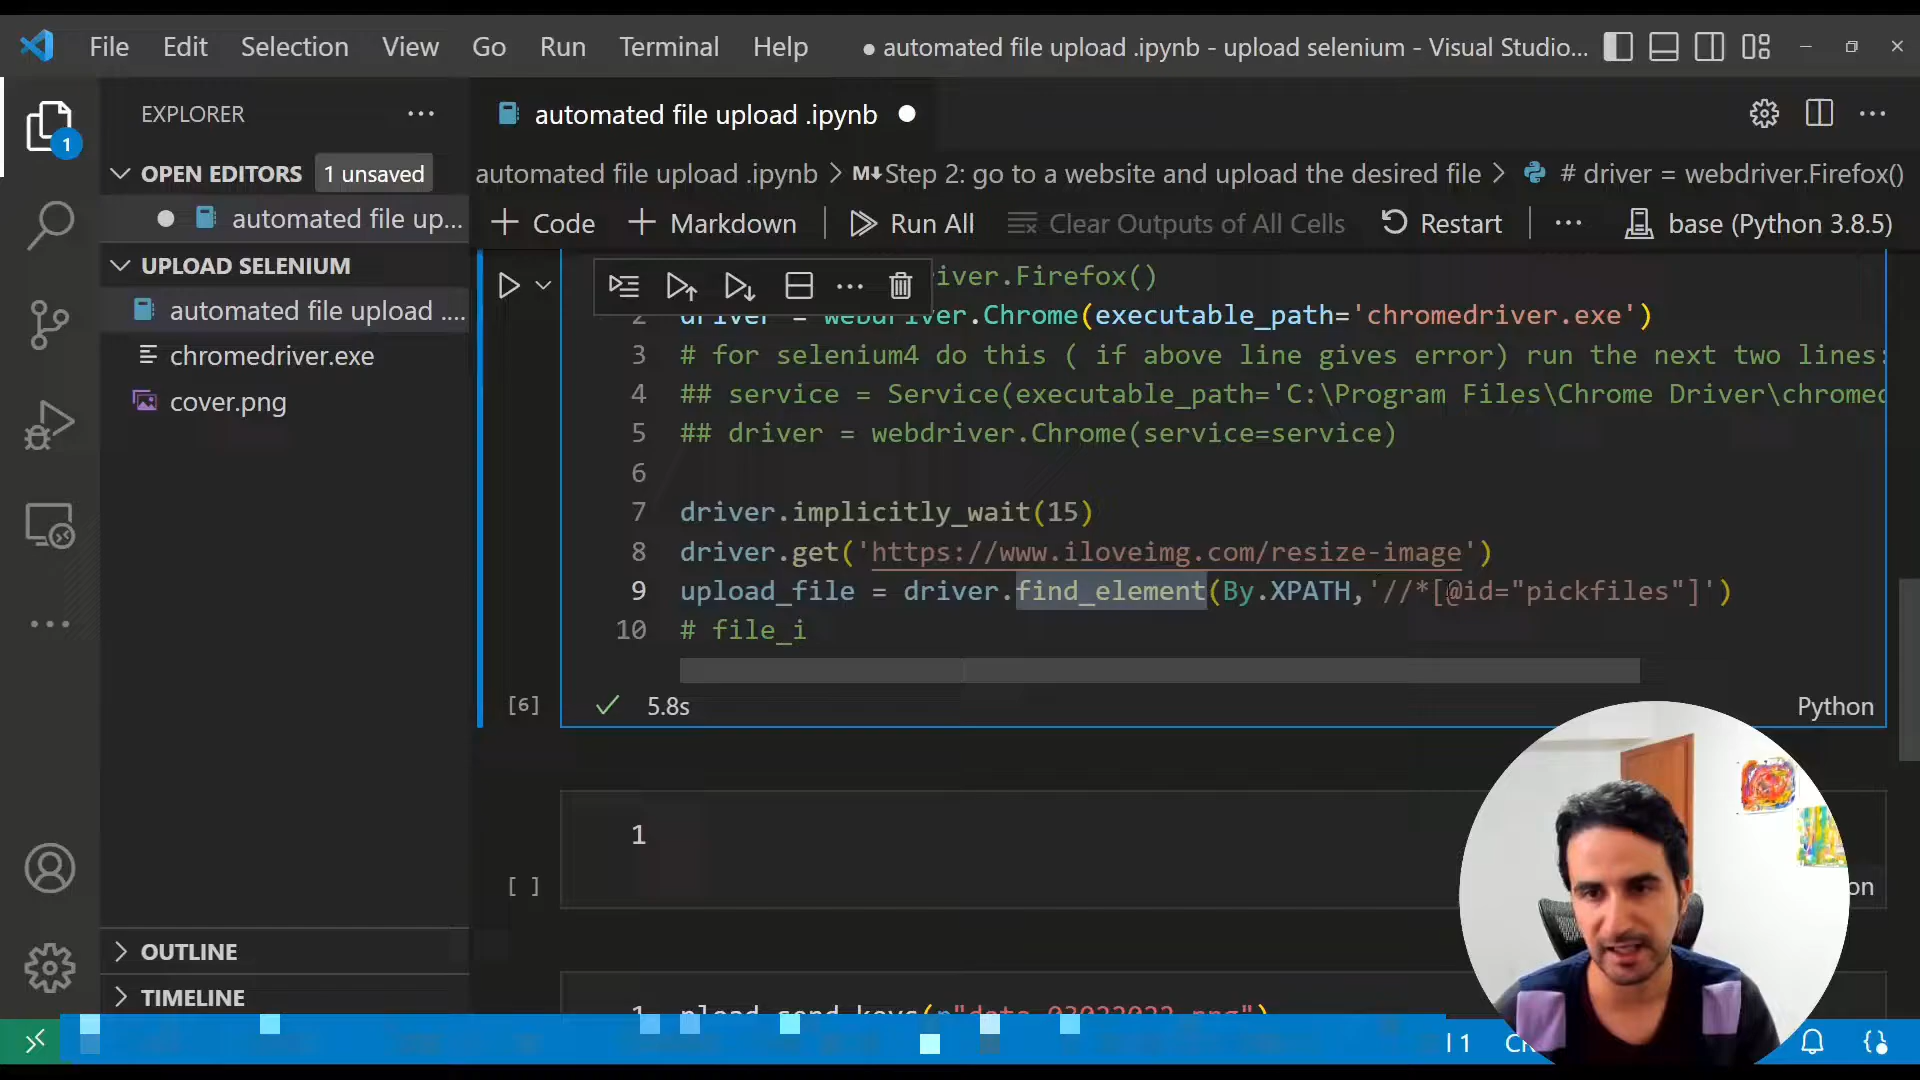 File Edit Selection View Go Run Terminal Help ● automated file upload .ipynb - upload selenium - Visual Studio...
EXPLORER ...
automated file upload .ipynb ●
OPEN EDITORS 1 unsaved
automated file upload .ipynb > Step 2: go to a website and upload the desired file > # driver = webdriver.Firefox()
● automated file up...
+ Code + Markdown Run All Clear Outputs of All Cells Restart ... base (Python 3.8.5)
UPLOAD SELENIUM
automated file upload ....
chromedriver.exe
cover.png
iver.Firefox()
2 driver = webdriver.Chrome(executable_path='chromedriver.exe')
3 # for selenium4 do this ( if above line gives error) run the next two lines:
4 ## service = Service(executable_path='C:\Program Files\Chrome Driver\chromed
5 ## driver = webdriver.Chrome(service=service)
6
7 driver.implicitly_wait(15)
8 driver.get('https://www.iloveimg.com/resize-image')
9 upload_file = driver.find_element(By.XPATH,'//*[@id="pickfiles"]')
10 # file_i
[6] ✓ 5.8s Python
1
[ ] on
1
OUTLINE
TIMELINE
1